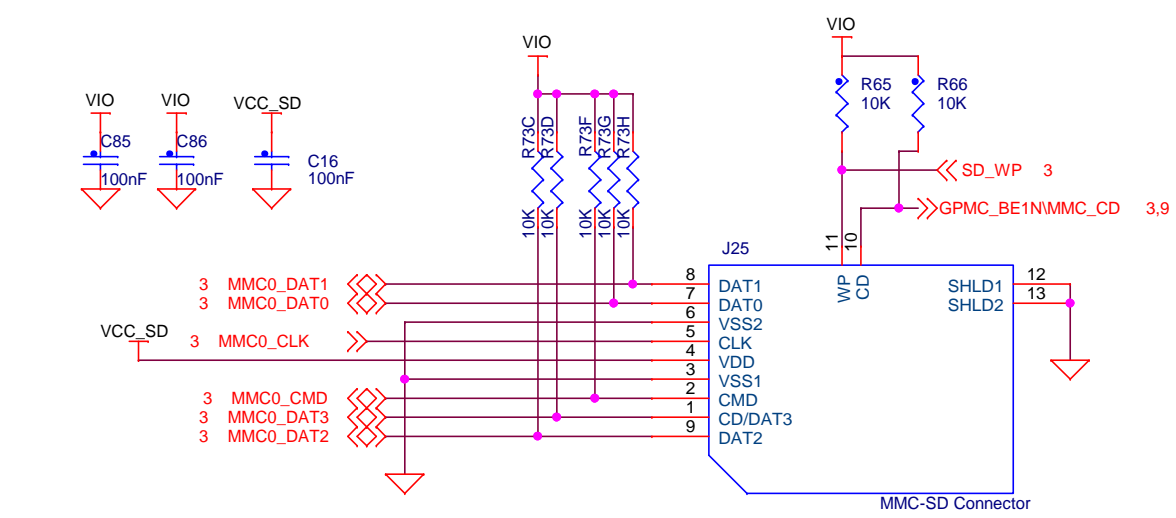 VIO
VIO
VIO
VIO
VCC_SD
R65
10K
R66
10K
C85
100nF
C86
100nF
C16
100nF
R73C
R73D
R73F
R73G
R73H
10K
10K
10K
10K
10K
SD_WP 3
GPMC_BE1N\MMC_CD 3,9
J25
11
10
WP
CD
3 MMC0_DAT1
8 DAT1
SHLD1 12
3 MMC0_DAT0
7 DAT0
SHLD2 13
6 VSS2
VCC_SD
3 MMC0_CLK
5 CLK
4 VDD
3 VSS1
3 MMC0_CMD
2 CMD
3 MMC0_DAT3
1 CD/DAT3
3 MMC0_DAT2
9 DAT2
MMC-SD Connector